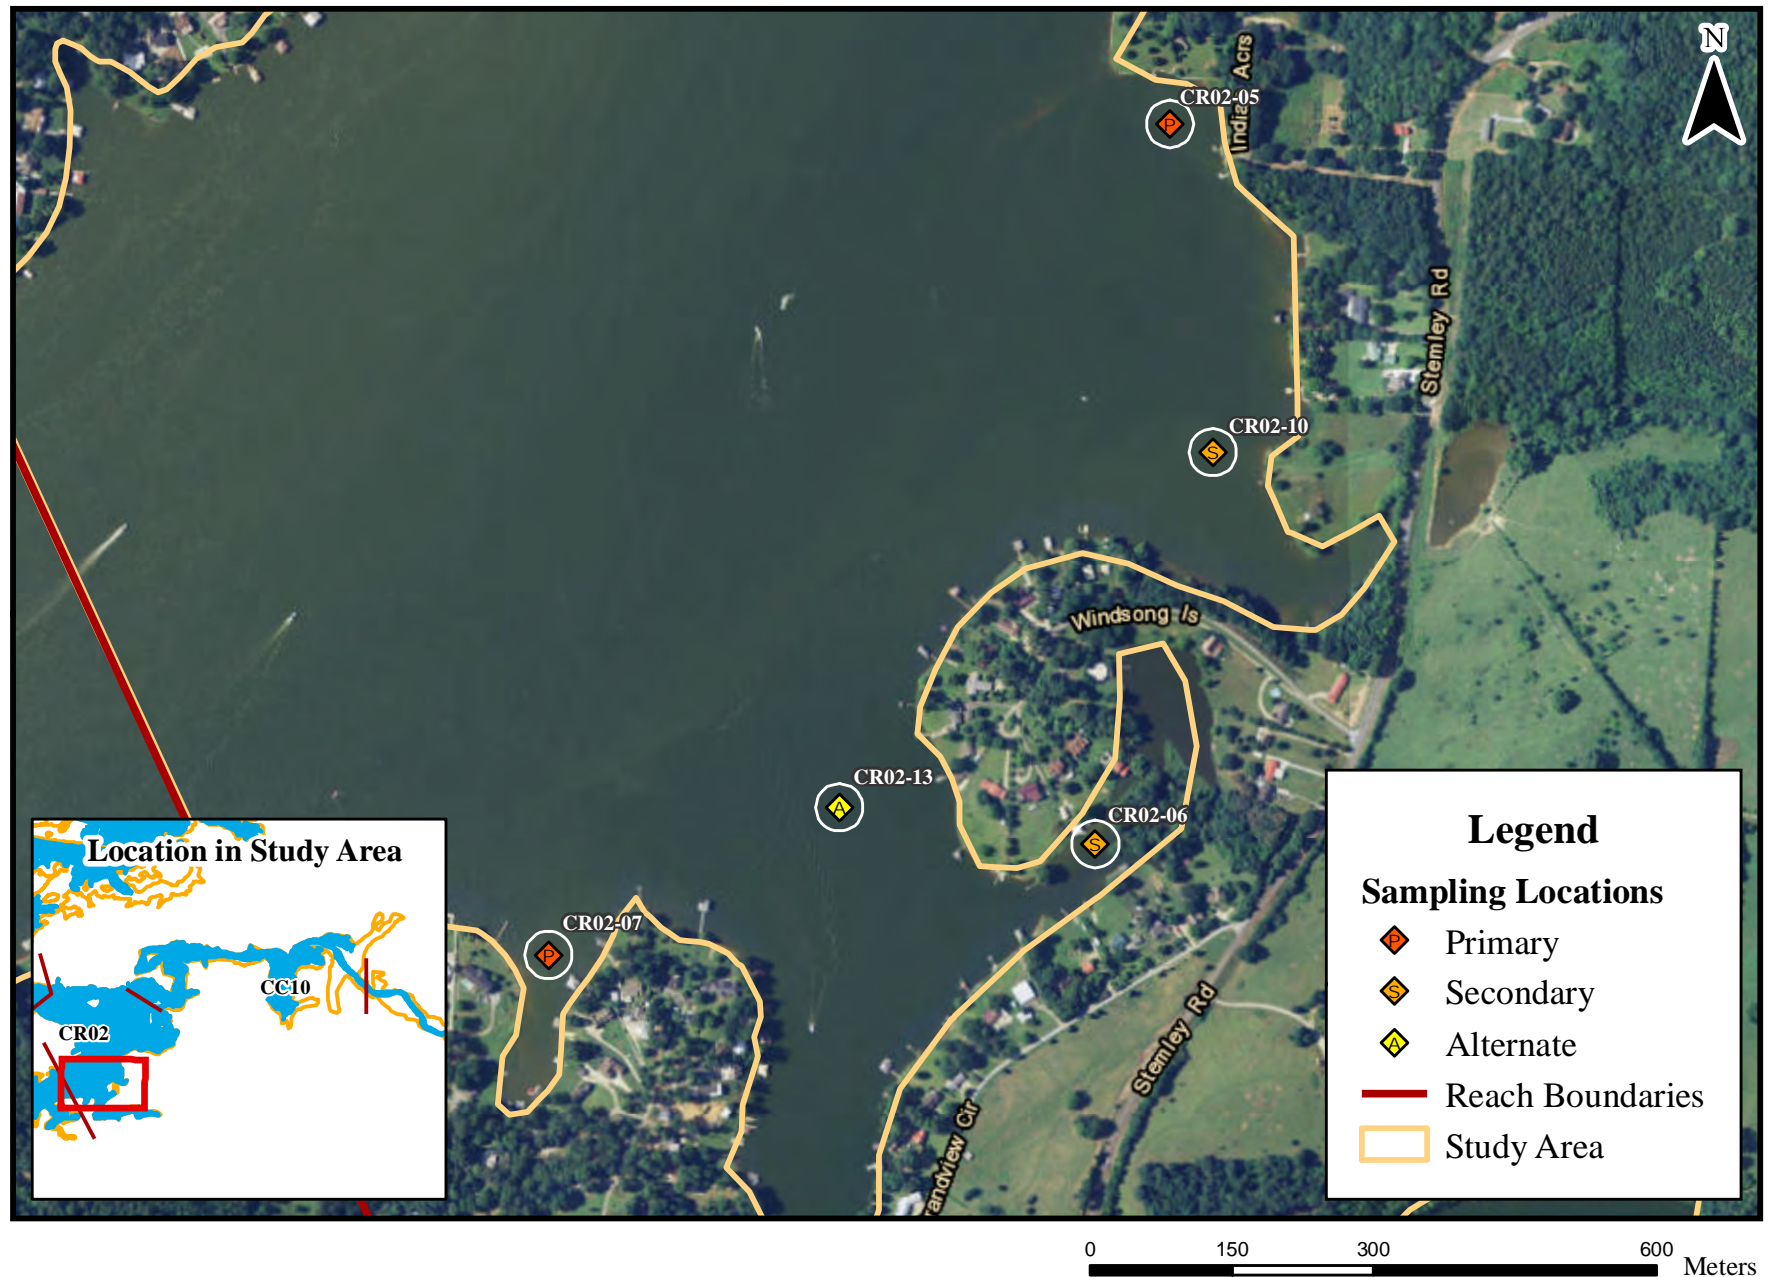 N
Indian Acrs
CR02-05
P
Stemley Rd
CR02-10
S
Windsong Is
CR02-13
A
CR02-06
S
CR02-07
P
Stemley Rd
randview Cir
Location in Study Area
CC10
CR02
Legend
Sampling Locations
P Primary
S Secondary
A Alternate
Reach Boundaries
Study Area
0 150 300 600
Meters